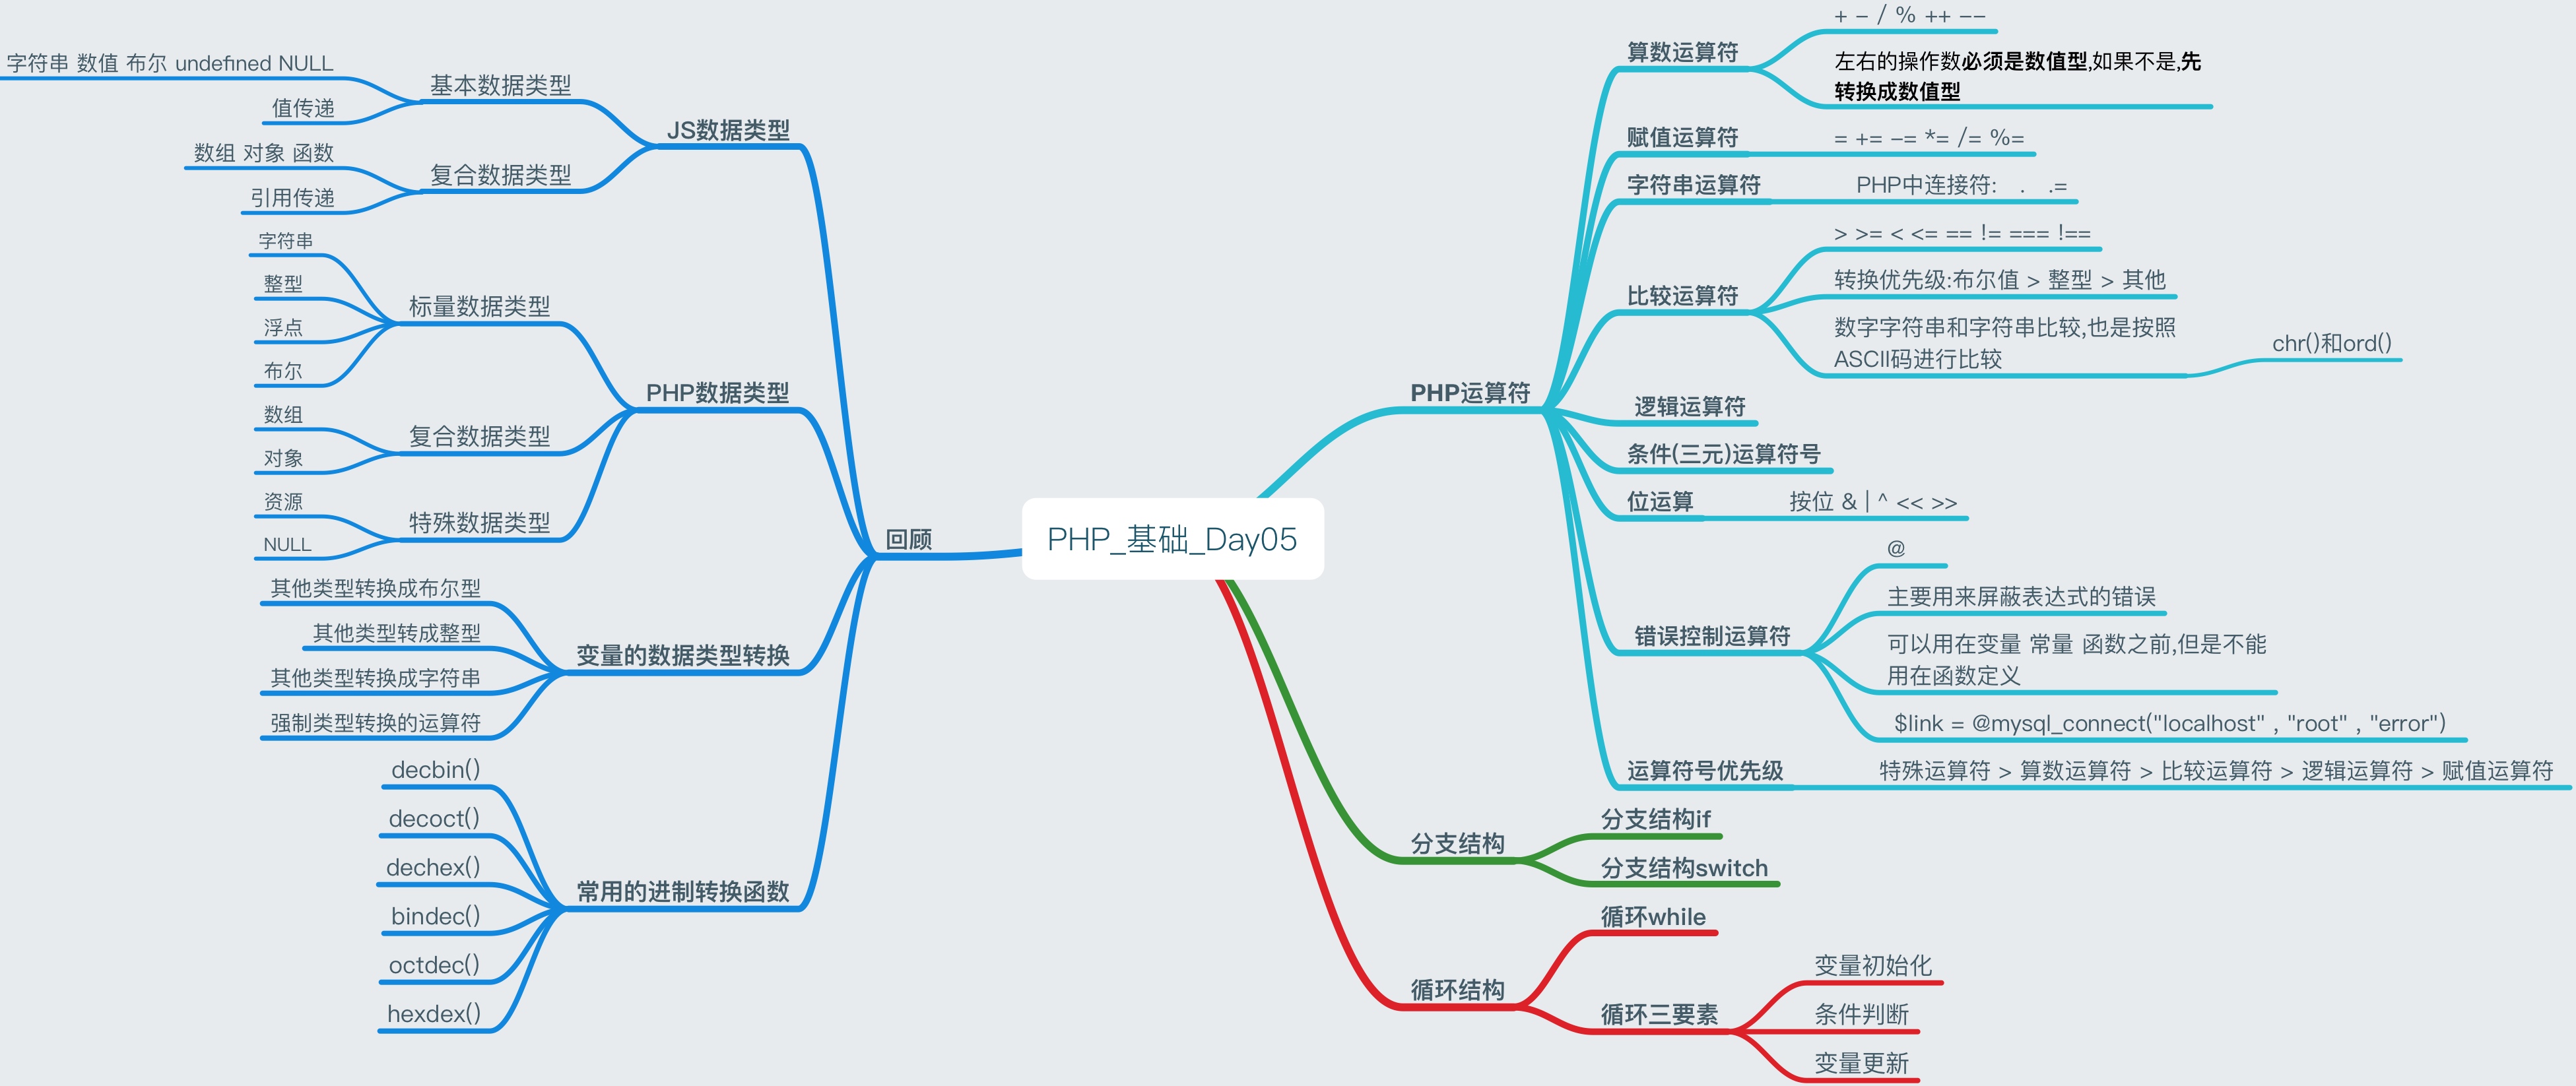 PHP_基础_Day05
回顾
JS数据类型
基本数据类型
字符串 数值 布尔 undefined NULL
值传递
复合数据类型
数组 对象 函数
引用传递
PHP数据类型
标量数据类型
字符串
整型
浮点
布尔
复合数据类型
数组
对象
特殊数据类型
资源
NULL
变量的数据类型转换
其他类型转换成布尔型
其他类型转成整型
其他类型转换成字符串
强制类型转换的运算符
常用的进制转换函数
decbin()
decoct()
dechex()
bindec()
octdec()
hexdex()
PHP运算符
算数运算符
+ – / % ++ ––
左右的操作数必须是数值型,如果不是,先
转换成数值型
赋值运算符
= += –= *= /= %=
字符串运算符
PHP中连接符: . .=
比较运算符
> >= < <= == != === !==
转换优先级:布尔值 > 整型 > 其他
数字字符串和字符串比较,也是按照
ASCII码进行比较
chr()和ord()
逻辑运算符
条件(三元)运算符号
位运算
按位 & | ^ << >>
错误控制运算符
@
主要用来屏蔽表达式的错误
可以用在变量 常量 函数之前,但是不能
用在函数定义
$link = @mysql_connect("localhost" , "root" , "error")
运算符号优先级
特殊运算符 > 算数运算符 > 比较运算符 > 逻辑运算符 > 赋值运算符
分支结构
分支结构if
分支结构switch
循环结构
循环while
循环三要素
变量初始化
条件判断
变量更新